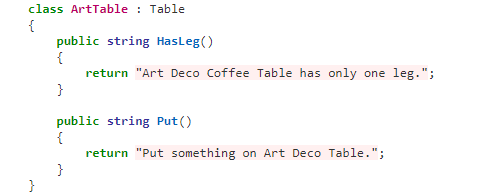 class ArtTable : Table
{
    public string HasLeg()
    {
        return "Art Deco Coffee Table has only one leg.";
    }

    public string Put()
    {
        return "Put something on Art Deco Table.";
    }
}